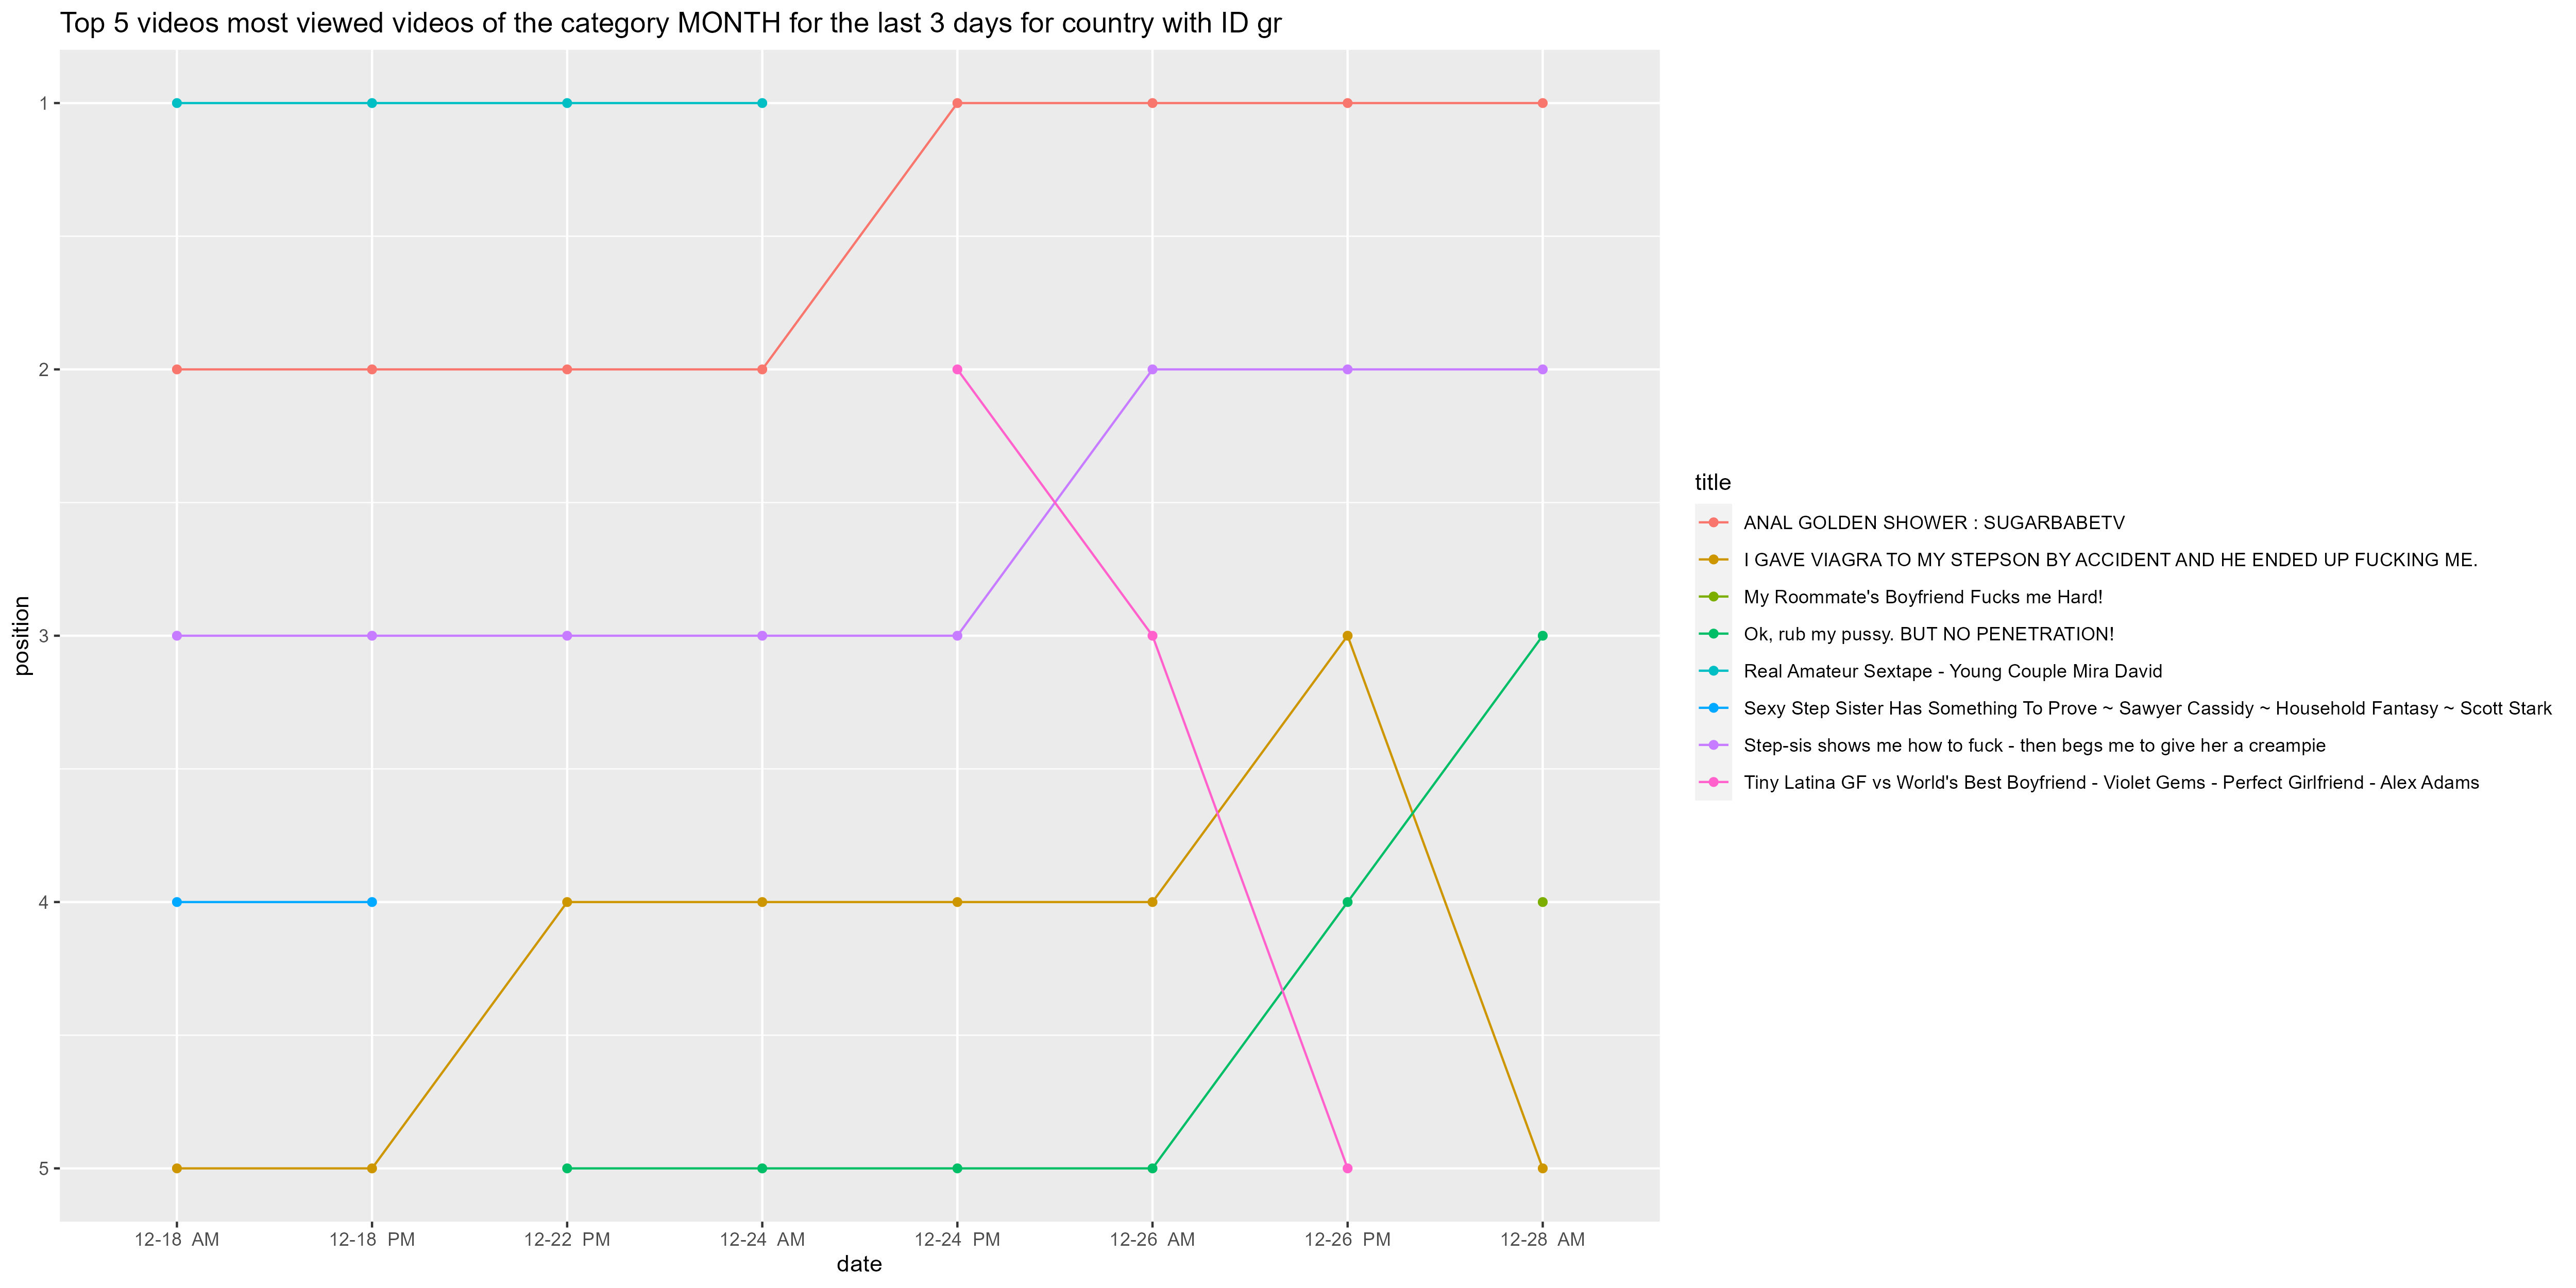 Top 5 videos most viewed videos of the category MONTH for the last 3 days for country with ID gr
position
1
2
3
4
5
12-18 AM
12-18 PM
12-22 PM
12-24 AM
12-24 PM
12-26 AM
12-26 PM
12-28 AM
date
title
ANAL GOLDEN SHOWER : SUGARBABETV
I GAVE VIAGRA TO MY STEPSON BY ACCIDENT AND HE ENDED UP FUCKING ME.
My Roommate's Boyfriend Fucks me Hard!
Ok, rub my pussy. BUT NO PENETRATION!
Real Amateur Sextape - Young Couple Mira David
Sexy Step Sister Has Something To Prove ~ Sawyer Cassidy ~ Household Fantasy ~ Scott Stark
Step-sis shows me how to fuck - then begs me to give her a creampie
Tiny Latina GF vs World's Best Boyfriend - Violet Gems - Perfect Girlfriend - Alex Adams